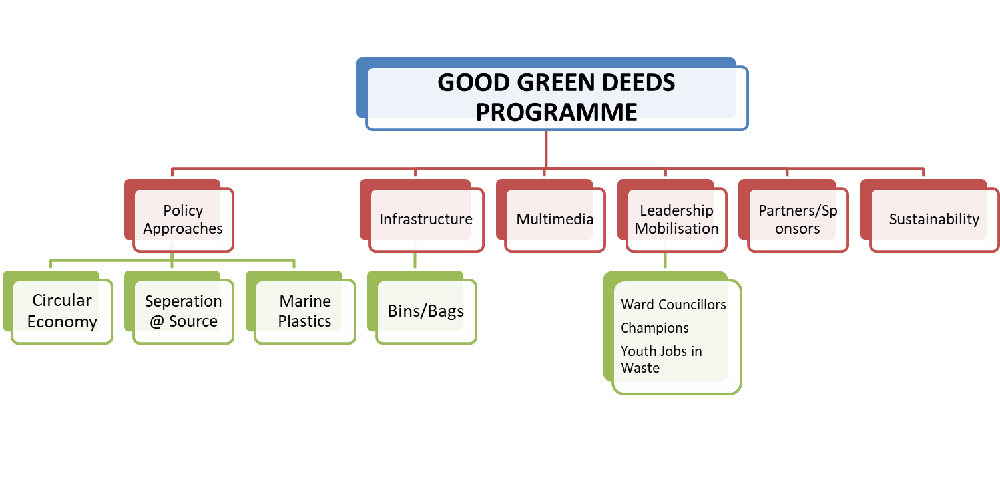 GOOD GREEN DEEDS
PROGRAMME
Policy
Approaches
Infrastructure
Multimedia
Leadership
Mobilisation
Partners/Sp
onsors
Sustainability
Circular
Economy
Seperation
@ Source
Marine
Plastics
Bins/Bags
Ward Councillors
Champions
Youth Jobs in
Waste